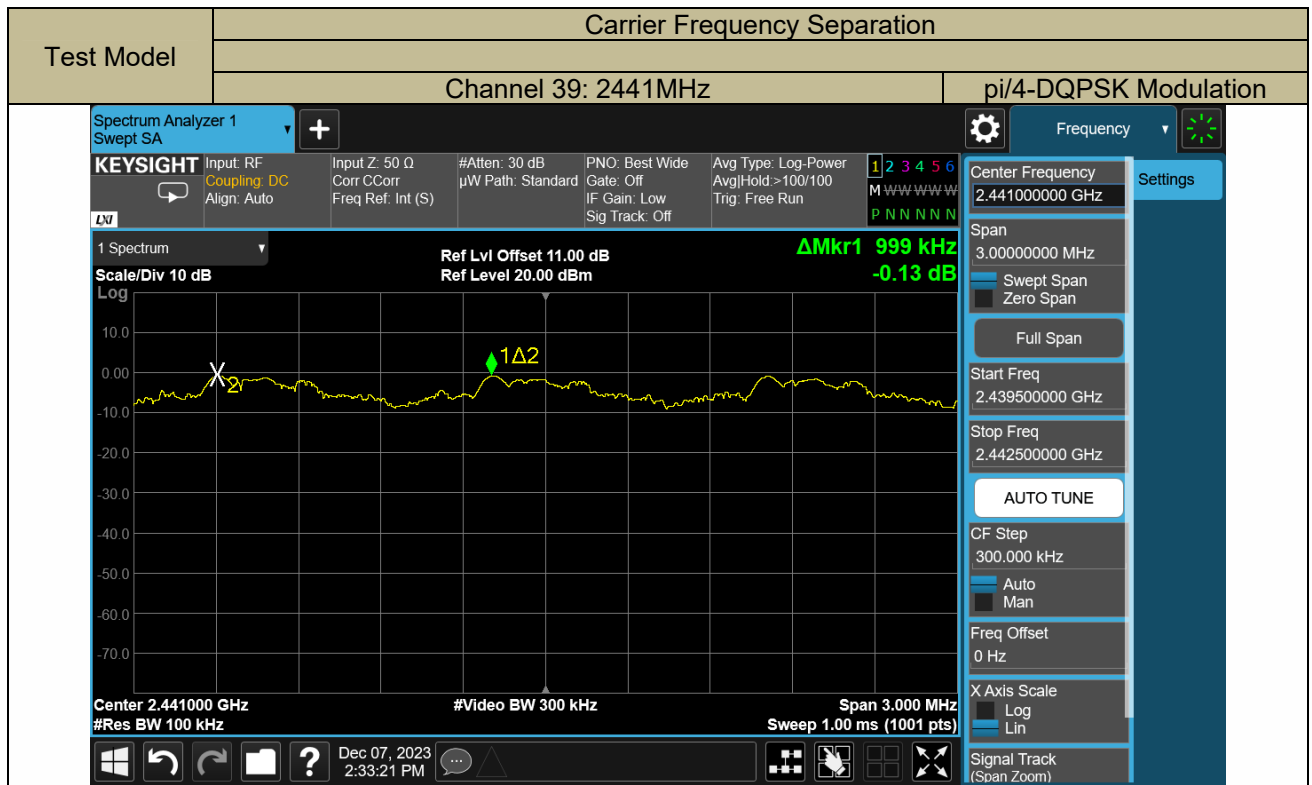 Carrier Frequency Separation
Test Model
Channel 39: 2441MHz pi/4-DQPSK Modulation
Spectrum Analyzer 1
Swept SA
Frequency
KEYSIGHT
LXI
Input: RF
Coupling: DC
Align: Auto
Input Z: 50 Ω
Corr CCorr
Freq Ref: Int (S)
#Atten: 30 dB
µW Path: Standard
PNO: Best Wide
Gate: Off
IF Gain: Low
Sig Track: Off
Avg Type: Log-Power
Avg|Hold:>100/100
Trig: Free Run
1 2 3 4 5 6
M W W W W W
P N N N N N
1 Spectrum
Scale/Div 10 dB
Log
Ref Lvl Offset 11.00 dB
Ref Level 20.00 dBm
ΔMkr1 999 kHz
-0.13 dB
10.0
0.00
-10.0
-20.0
-30.0
-40.0
-50.0
-60.0
-70.0
2
1Δ2
Center 2.441000 GHz
#Res BW 100 kHz
#Video BW 300 kHz
Span 3.000 MHz
Sweep 1.00 ms (1001 pts)
Dec 07, 2023
2:33:21 PM
Center Frequency
2.441000000 GHz
Settings
Span
3.00000000 MHz
Swept Span
Zero Span
Full Span
Start Freq
2.439500000 GHz
Stop Freq
2.442500000 GHz
AUTO TUNE
CF Step
300.000 kHz
Auto
Man
Freq Offset
0 Hz
X Axis Scale
Log
Lin
Signal Track
(Span Zoom)